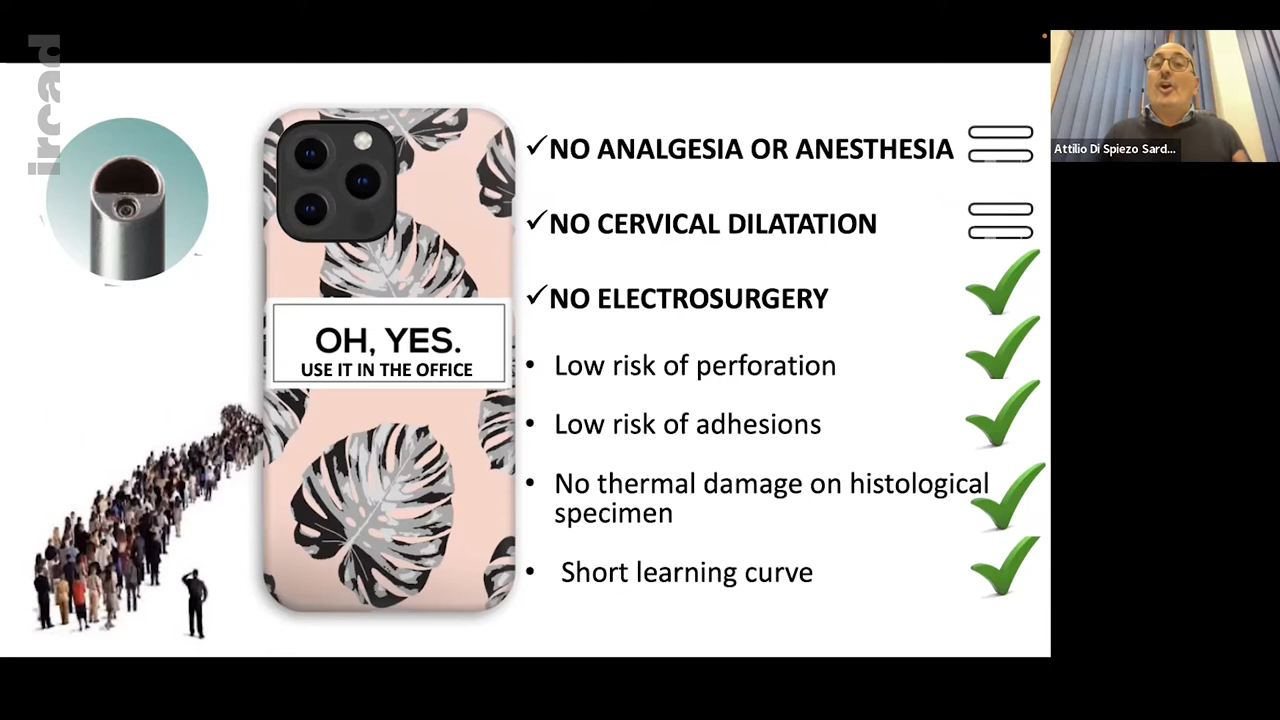 ircad
✓NO ANALGESIA OR ANESTHESIA
✓NO CERVICAL DILATATION
✓NO ELECTROSURGERY
OH, YES.
USE IT IN THE OFFICE
• Low risk of perforation
• Low risk of adhesions
• No thermal damage on histological
specimen
• Short learning curve
Attilio Di Spiezo Sard...